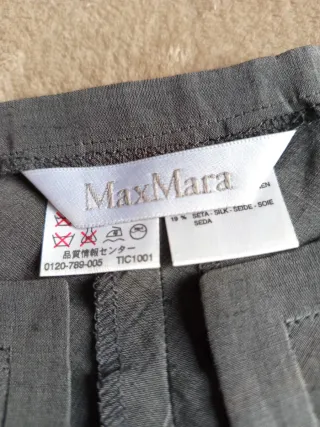 MaxMara
EN
19 % SETA - SILK - SEIDE - SOIE
SEDA
品質情報センター
0120-789-005 TIC1001